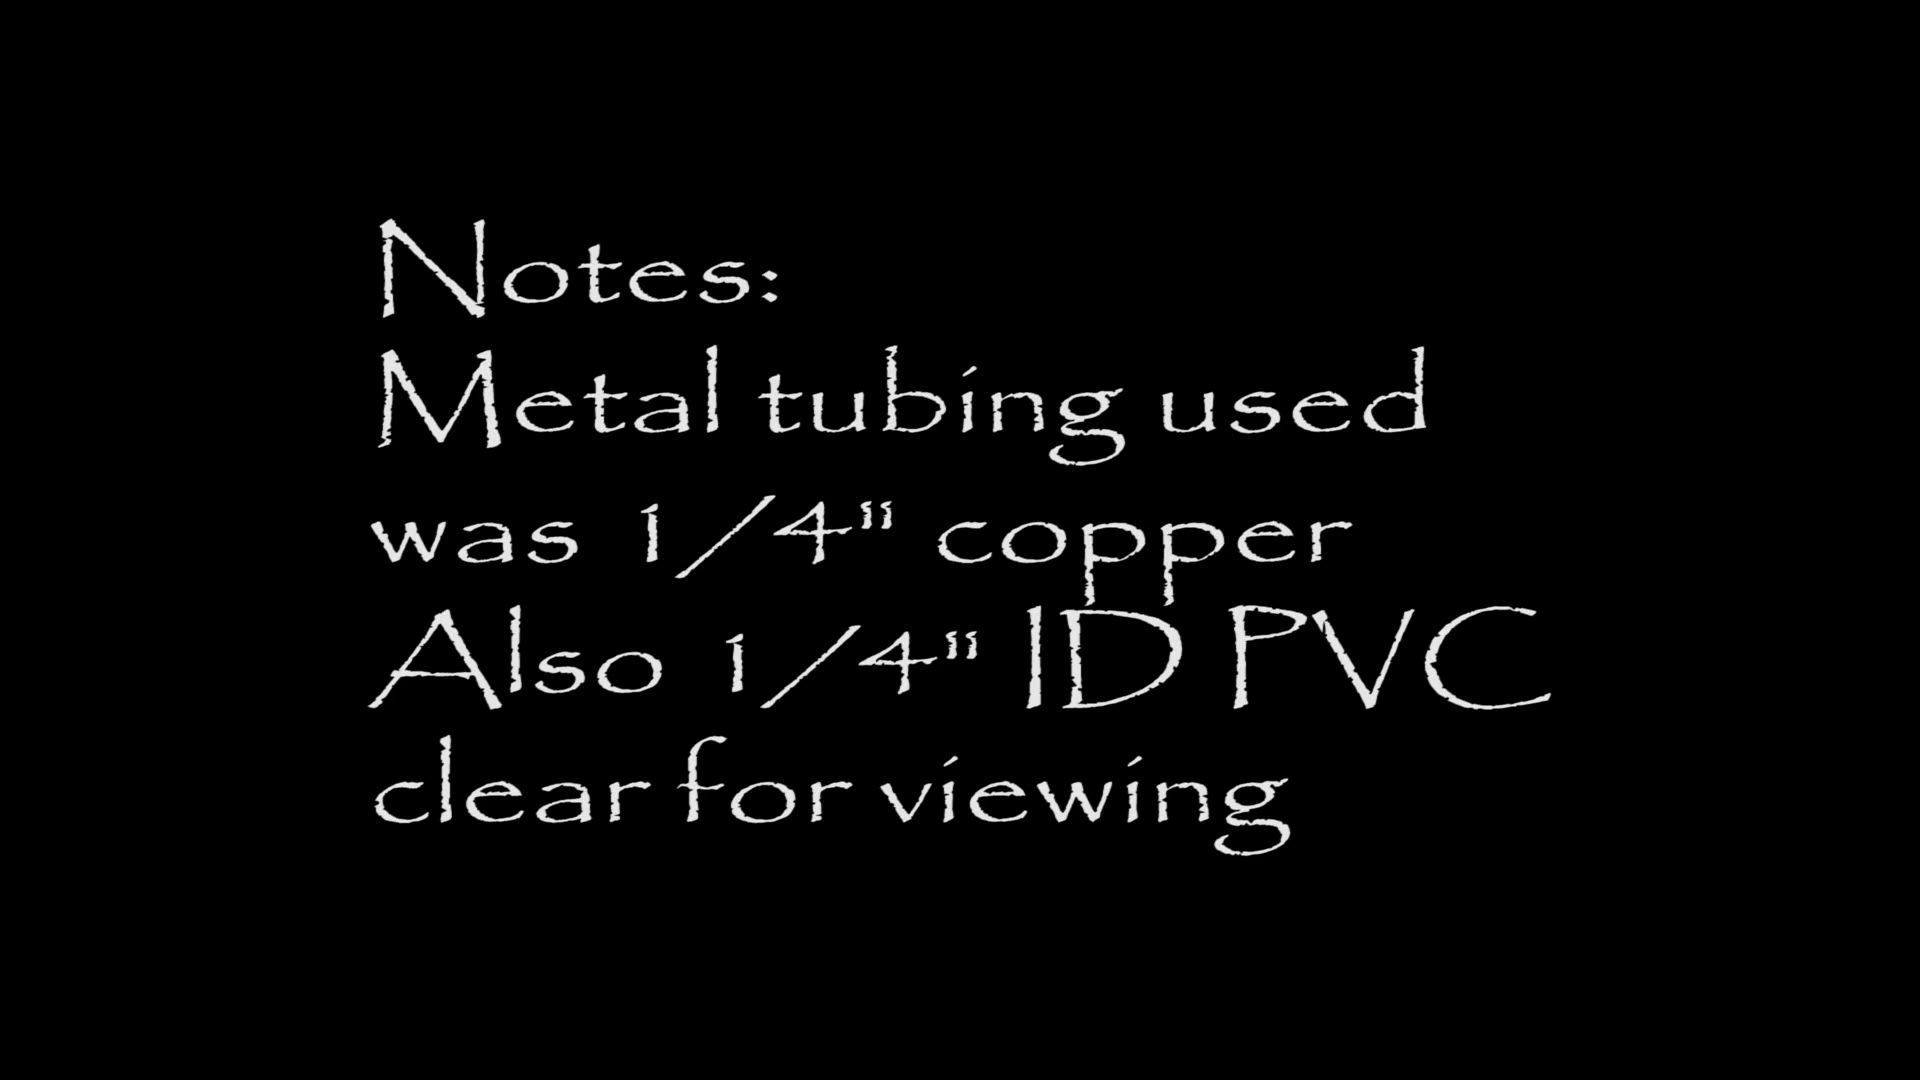 Notes:
Metal tubing used
was 1/4" copper
Also 1/4" ID PVC
clear for viewing